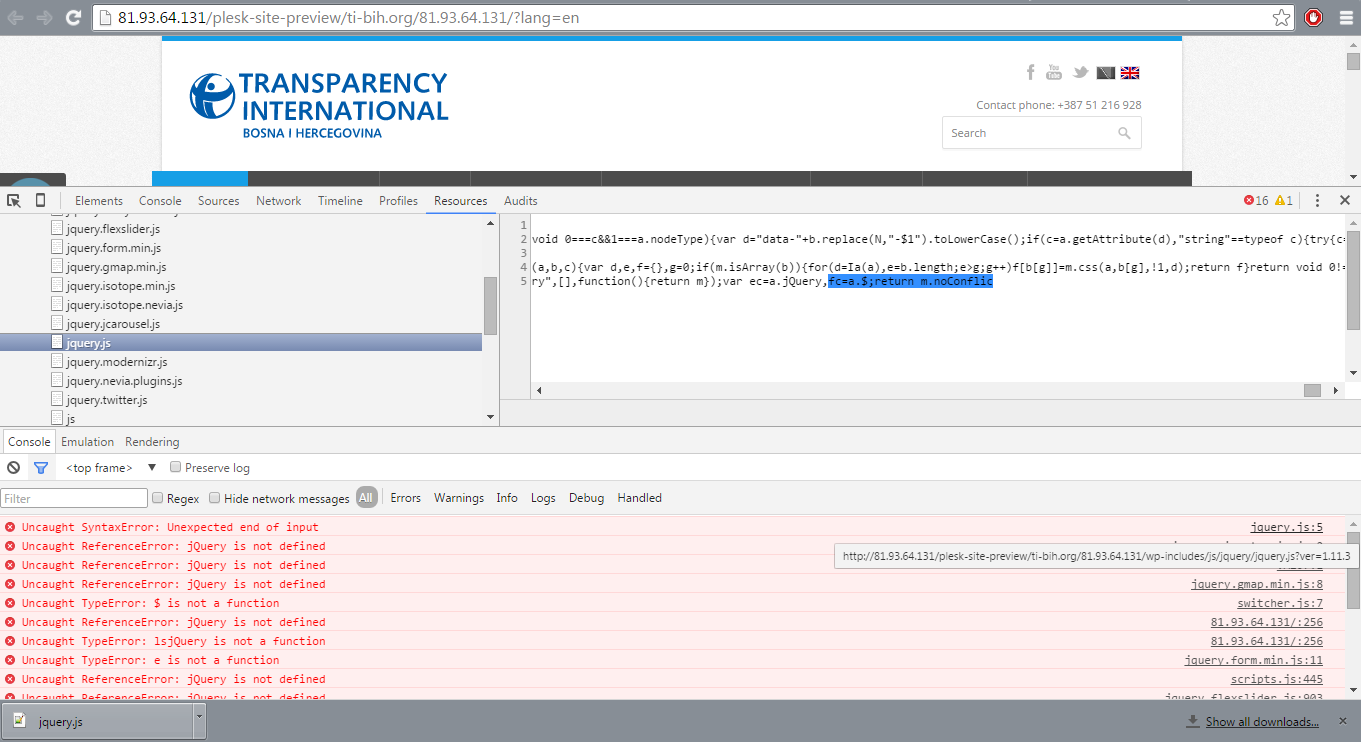 81.93.64.131/plesk-site-preview/ti-bih.org/81.93.64.131/?lang=en
TRANSPARENCY
INTERNATIONAL
BOSNA I HERCEGOVINA
You
Tube
Contact phone: +387 51 216 928
Search
Elements Console Sources Network Timeline Profiles Resources Audits 16 1
jquery.flexslider.js
jquery.form.min.js
jquery.gmap.min.js
jquery.isotope.min.js
jquery.isotope.nevia.js
jquery.jcarousel.js
jquery.js
jquery.modernizr.js
jquery.nevia.plugins.js
jquery.twitter.js
js
1
2 void 0===c&&1===a.nodeType){var d="data-"+b.replace(N,"-$1").toLowerCase();if(c=a.getAttribute(d),"string"==typeof c){try{c=
3
4 (a,b,c){var d,e,f={},g=0;if(m.isArray(b)){for(d=Ia(a),e=b.length;e>g;g++)f[b[g]]=m.css(a,b[g],!1,d);return f}return void 0!=
5 ry",[],function(){return m});var ec=a.jQuery,fc=a.$;return m.noConflic
Console Emulation Rendering
<top frame> ▼ Preserve log
Filter Regex Hide network messages All Errors Warnings Info Logs Debug Handled
Uncaught SyntaxError: Unexpected end of input jquery.js:5
Uncaught ReferenceError: jQuery is not defined
http://81.93.64.131/plesk-site-preview/ti-bih.org/81.93.64.131/wp-includes/js/jquery/jquery.js?ver=1.11.3
Uncaught ReferenceError: jQuery is not defined
Uncaught ReferenceError: jQuery is not defined jquery.gmap.min.js:8
Uncaught TypeError: $ is not a function switcher.js:7
Uncaught ReferenceError: jQuery is not defined 81.93.64.131/:256
Uncaught TypeError: lsjQuery is not a function 81.93.64.131/:256
Uncaught TypeError: e is not a function jquery.form.min.js:11
Uncaught ReferenceError: jQuery is not defined scripts.js:445
Uncaught ReferenceError: jQuery is not defined jquery.flexslider.js:903
jquery.js Show all downloads...